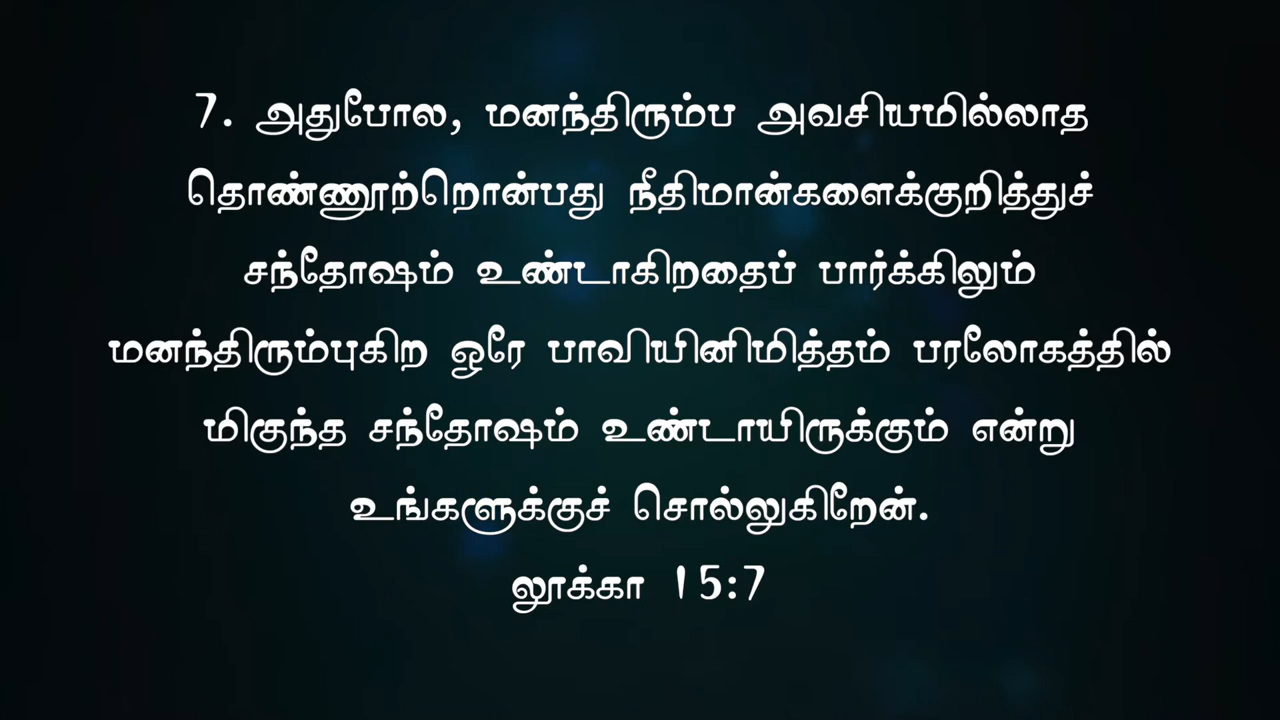 7. அதுபோல, மனந்திரும்ப அவசியமில்லாத
தொண்ணூற்றொன்பது நீதிமான்களைக்குறித்துச்
சந்தோஷம் உண்டாகிறதைப் பார்க்கிலும்
மனந்திரும்புகிற ஒரே பாவியினிமித்தம் பரலோகத்தில்
மிகுந்த சந்தோஷம் உண்டாயிருக்கும் என்று
உங்களுக்குச் சொல்லுகிறேன்.
லூக்கா 15:7